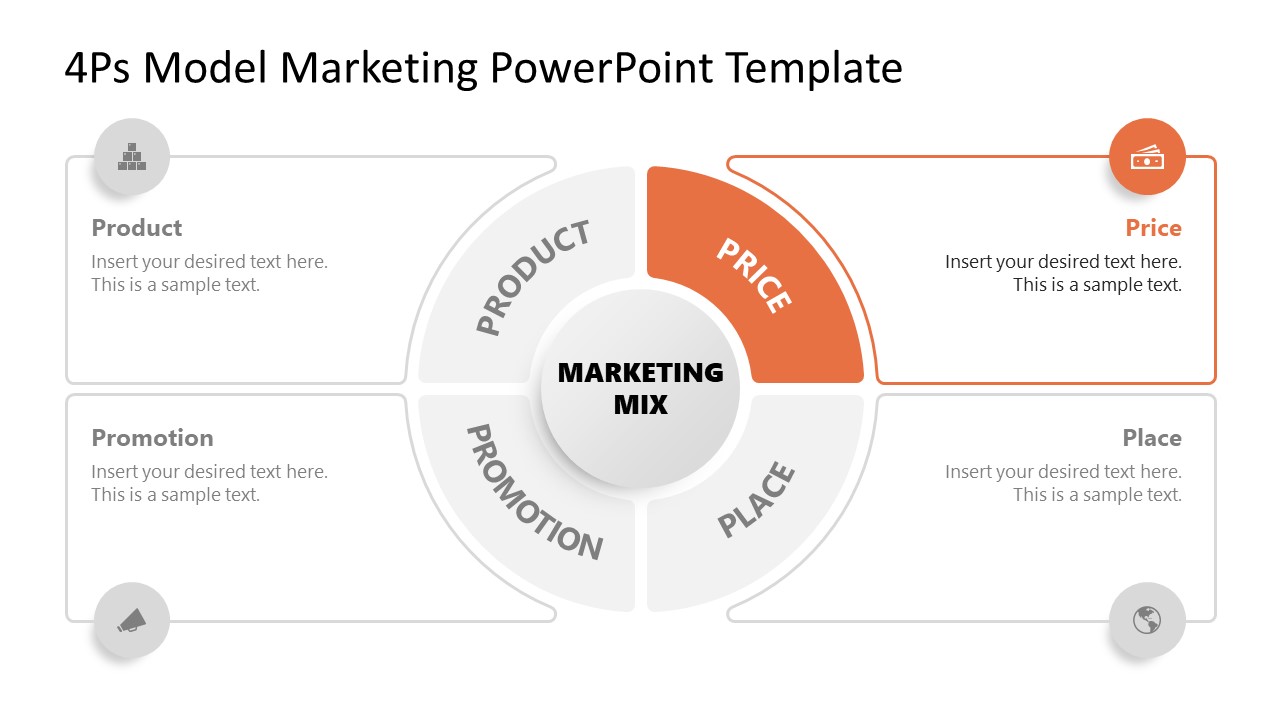 4Ps Model Marketing PowerPoint Template
Product
Insert your desired text here.
This is a sample text.
Price
Insert your desired text here.
This is a sample text.
PRODUCT
PRICE
MARKETING
MIX
PROMOTION
PLACE
Promotion
Insert your desired text here.
This is a sample text.
Place
Insert your desired text here.
This is a sample text.